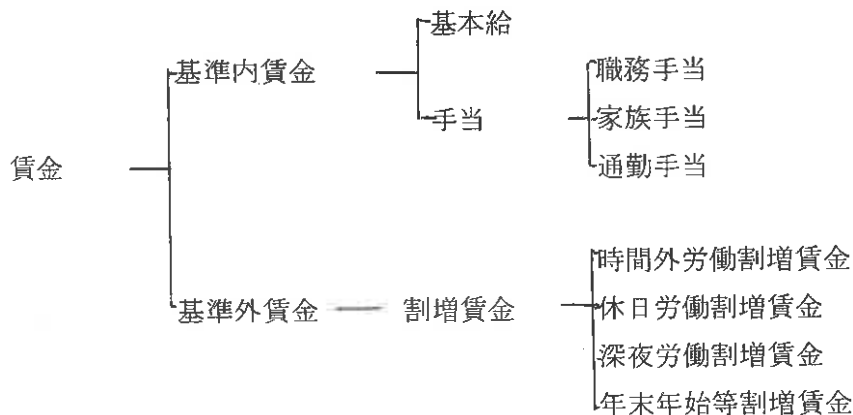 基本給
基準内賃金
職務手当
手当
家族手当
通勤手当
賃金
時間外労働割増賃金
基準外賃金
割増賃金
休日労働割増賃金
深夜労働割増賃金
年末年始等割増賃金